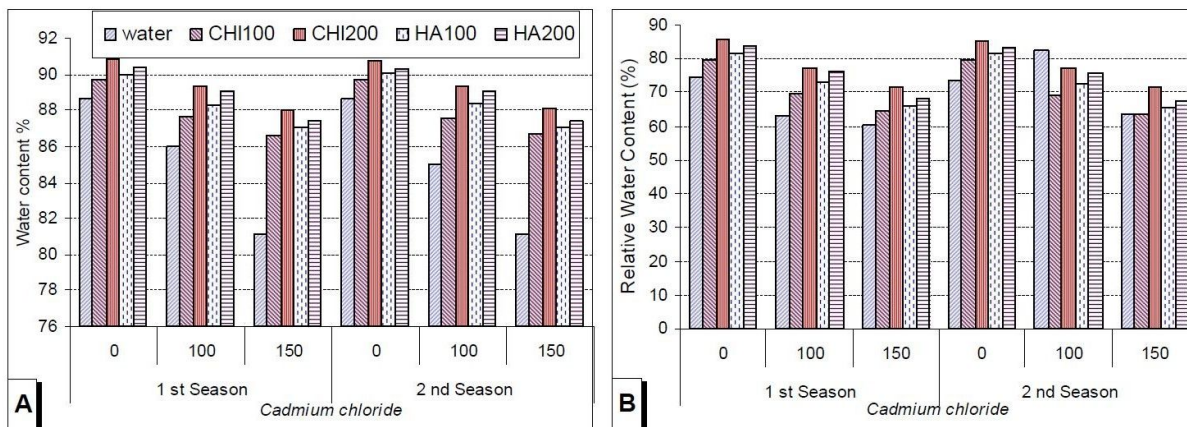 92
90
88
86
84
82
80
78
76
Water content %
water CHI100 CHI200 HA100 HA200
0 100 150 0 100 150
1 st Season 2 nd Season
Cadmium chloride
A
90
80
70
60
50
40
30
20
10
0
Relative Water Content (%)
0 100 150 0 100 150
1 st Season 2 nd Season
Cadmium chloride
B